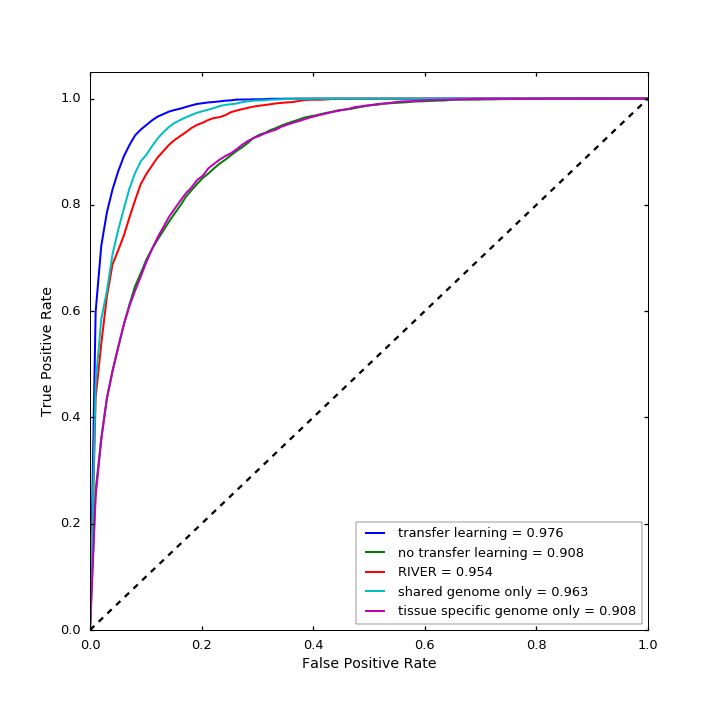 1.0
0.8
0.6
0.4
0.2
0.0
True Positive Rate
0.0 0.2 0.4 0.6 0.8 1.0
False Positive Rate
transfer learning = 0.976
no transfer learning = 0.908
RIVER = 0.954
shared genome only = 0.963
tissue specific genome only = 0.908